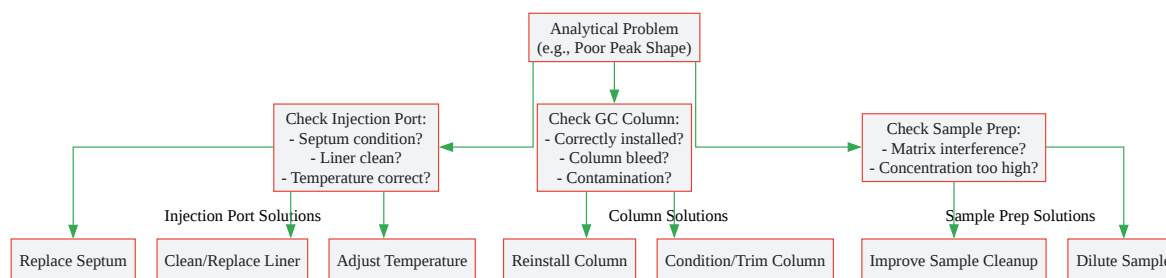 Analytical Problem
(e.g., Poor Peak Shape)
Check Injection Port:
- Septum condition?
- Liner clean?
- Temperature correct?
Check GC Column:
- Correctly installed?
- Column bleed?
- Contamination?
Check Sample Prep:
- Matrix interference?
- Concentration too high?
Injection Port Solutions
Column Solutions
Sample Prep Solutions
Replace Septum
Clean/Replace Liner
Adjust Temperature
Reinstall Column
Condition/Trim Column
Improve Sample Cleanup
Dilute Sample